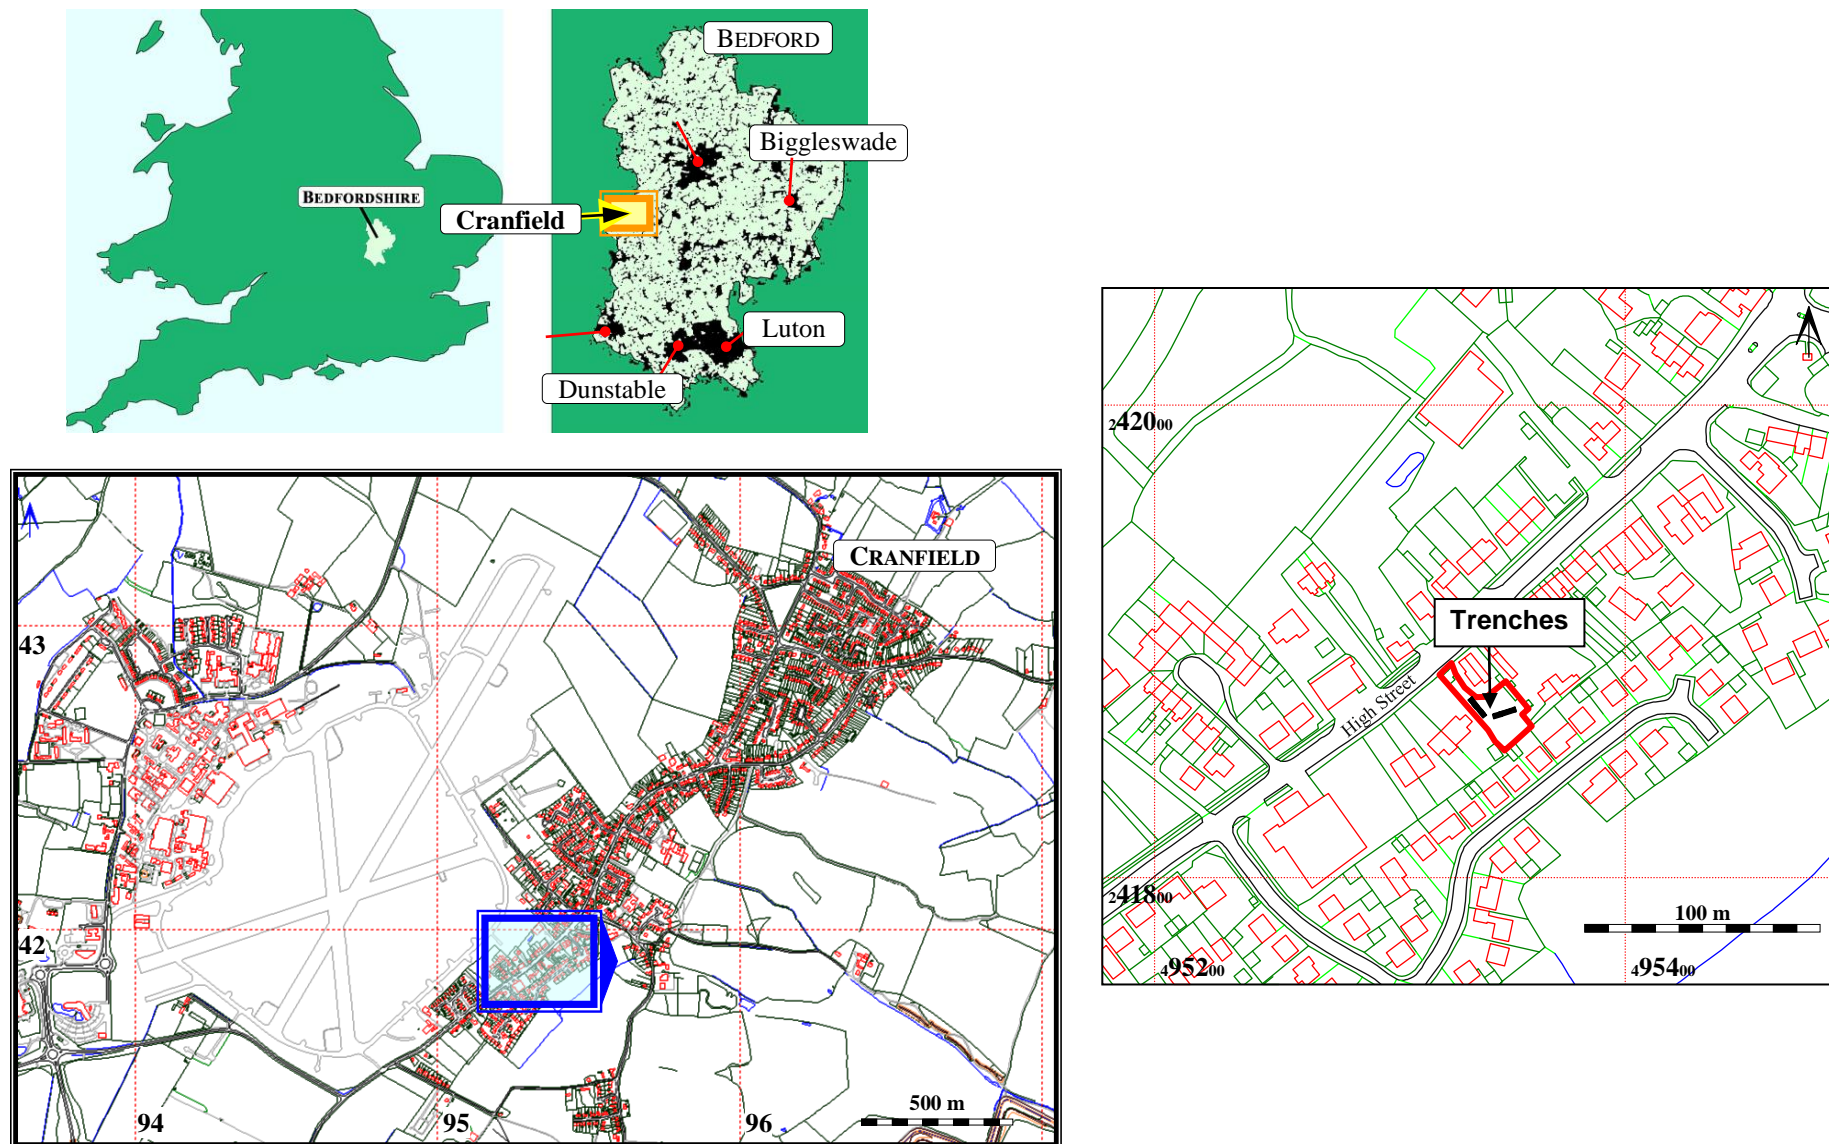 BEDFORD
Biggleswade
BEDFORDSHIRE
Cranfield
Luton
Dunstable
CRANFIELD
43
42
94
95
96
500 m
242000
Trenches
High Street
241800
100 m
495200
495400